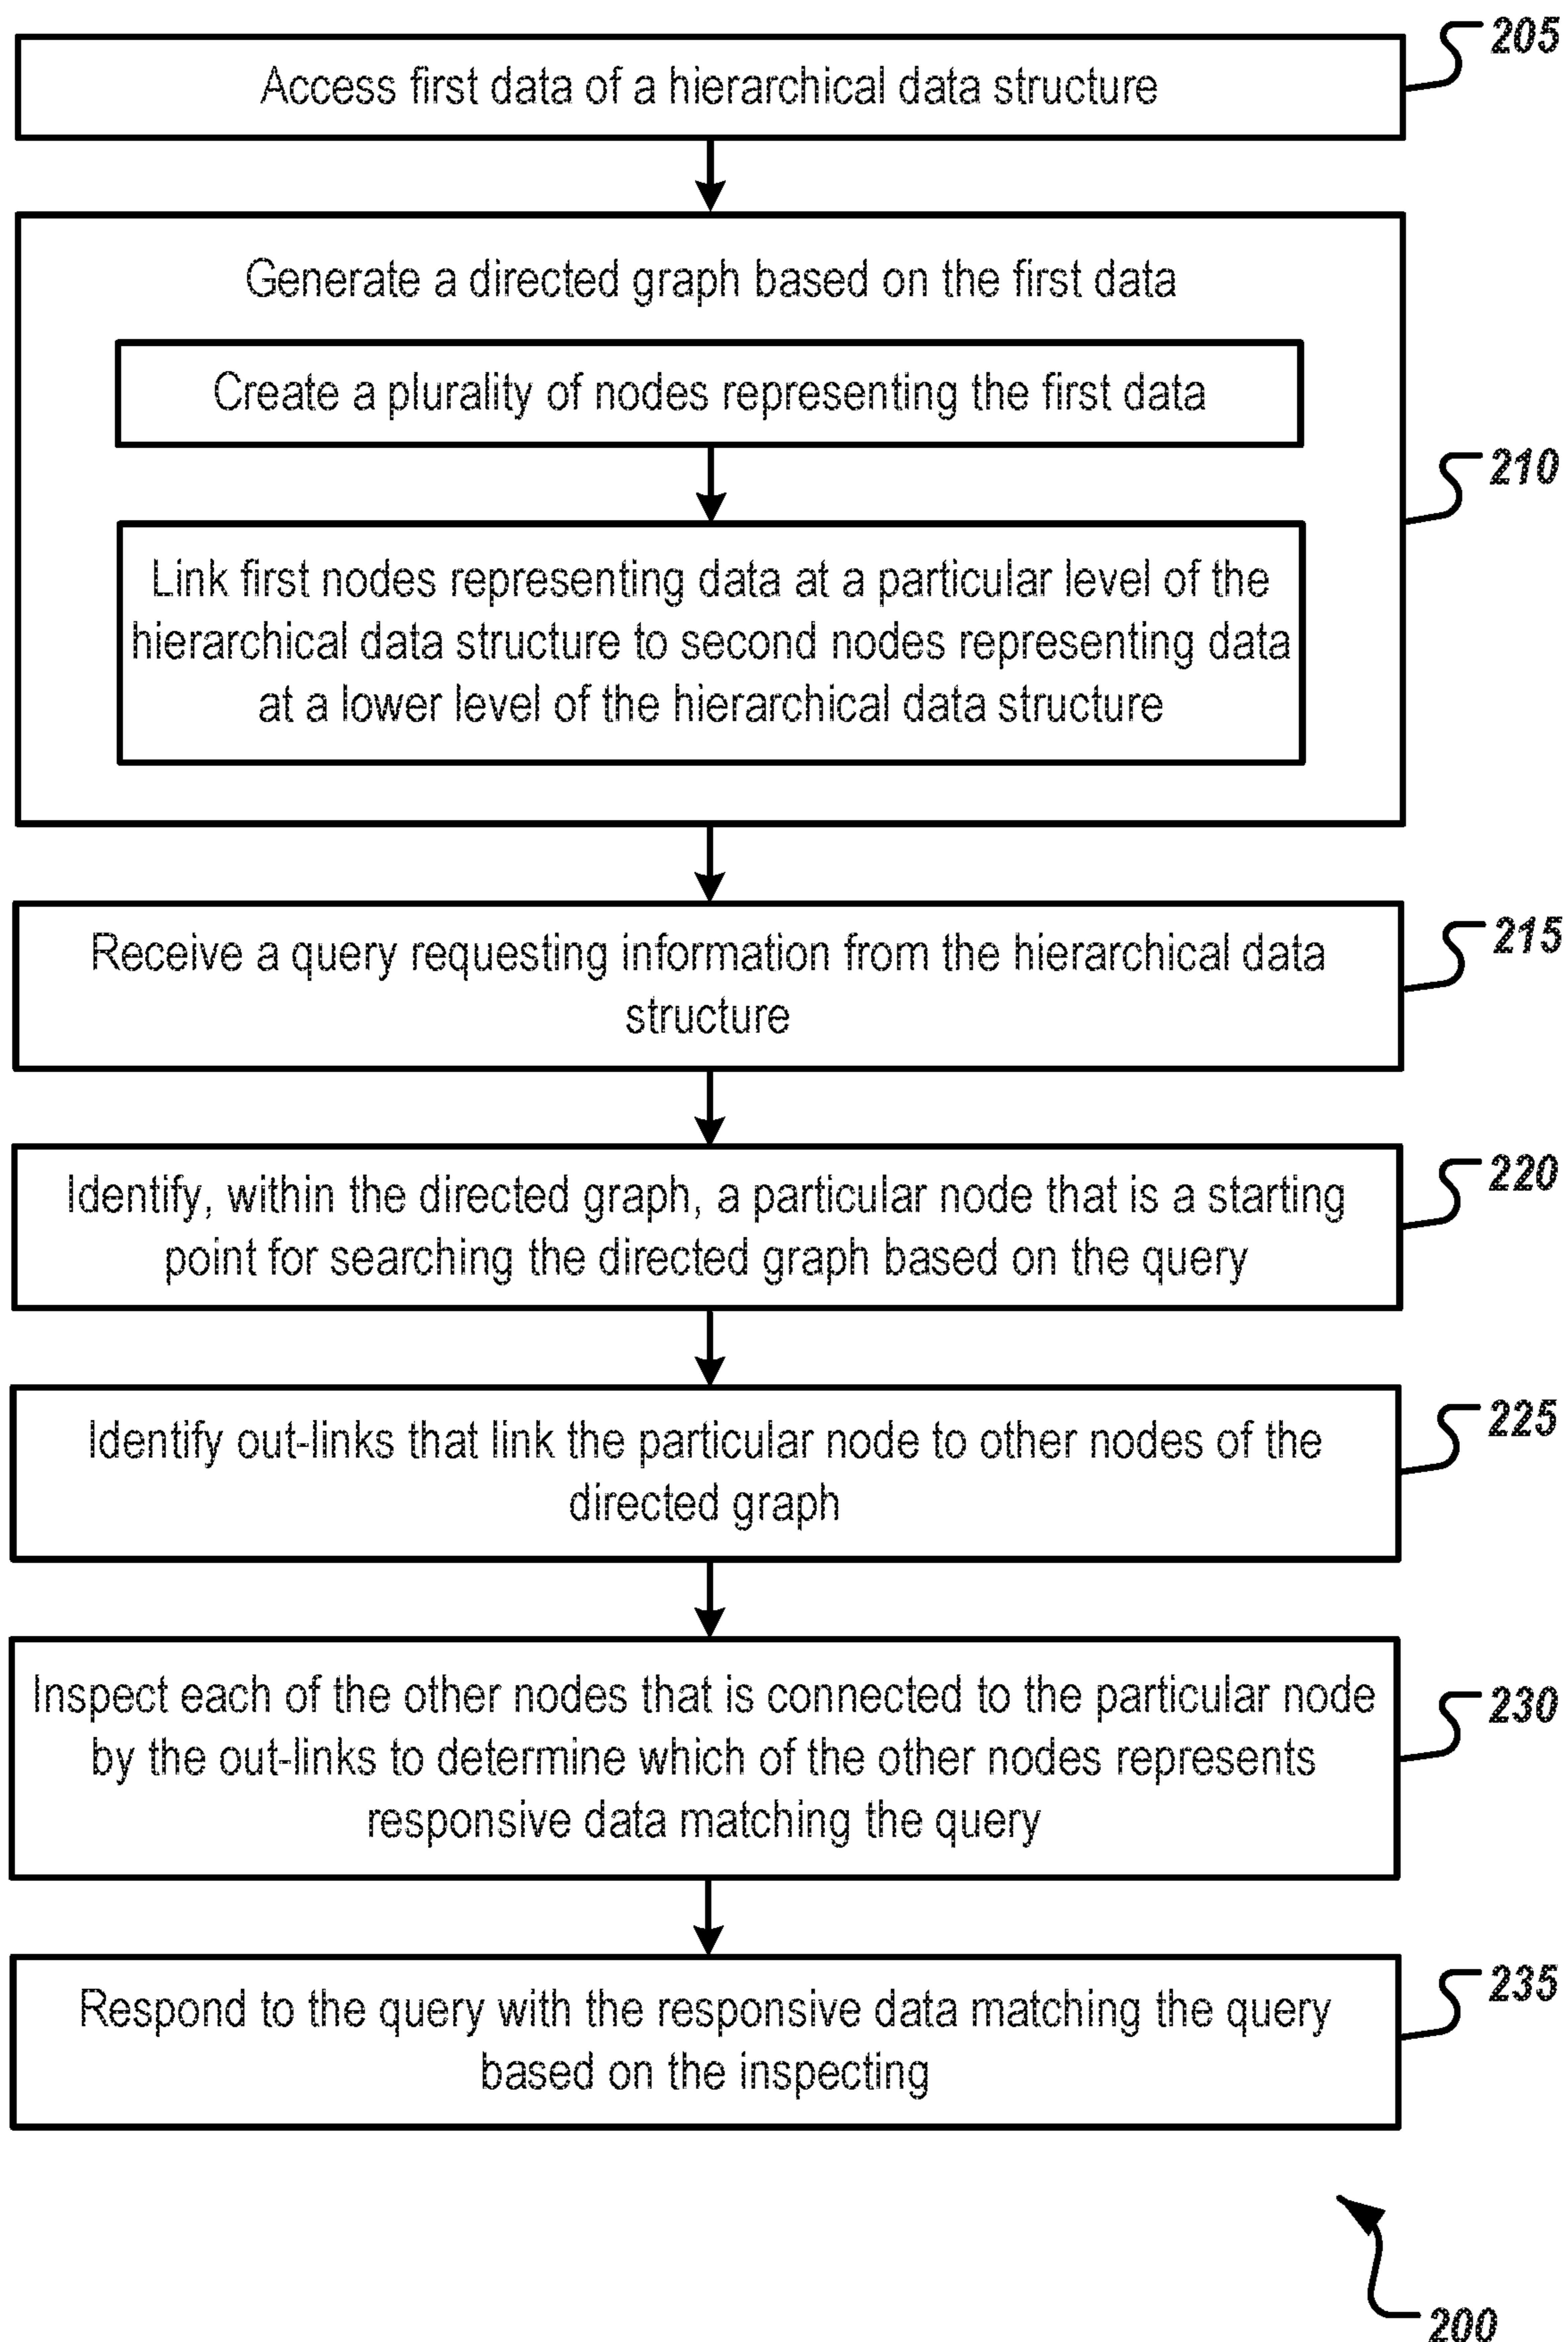 205
Access first data of a hierarchical data structure
Generate a directed graph based on the first data
Create a plurality of nodes representing the first data
210
Link first nodes representing data at a particular level of the
hierarchical data structure to second nodes representing data
at a lower level of the hierarchical data structure
215
Receive a query requesting information from the hierarchical data
structure
220
Identify, within the directed graph, a particular node that is a starting
point for searching the directed graph based on the query
225
Identify out-links that link the particular node to other nodes of the
directed graph
230
Inspect each of the other nodes that is connected to the particular node
by the out-links to determine which of the other nodes represents
responsive data matching the query
235
Respond to the query with the responsive data matching the query
based on the inspecting
200